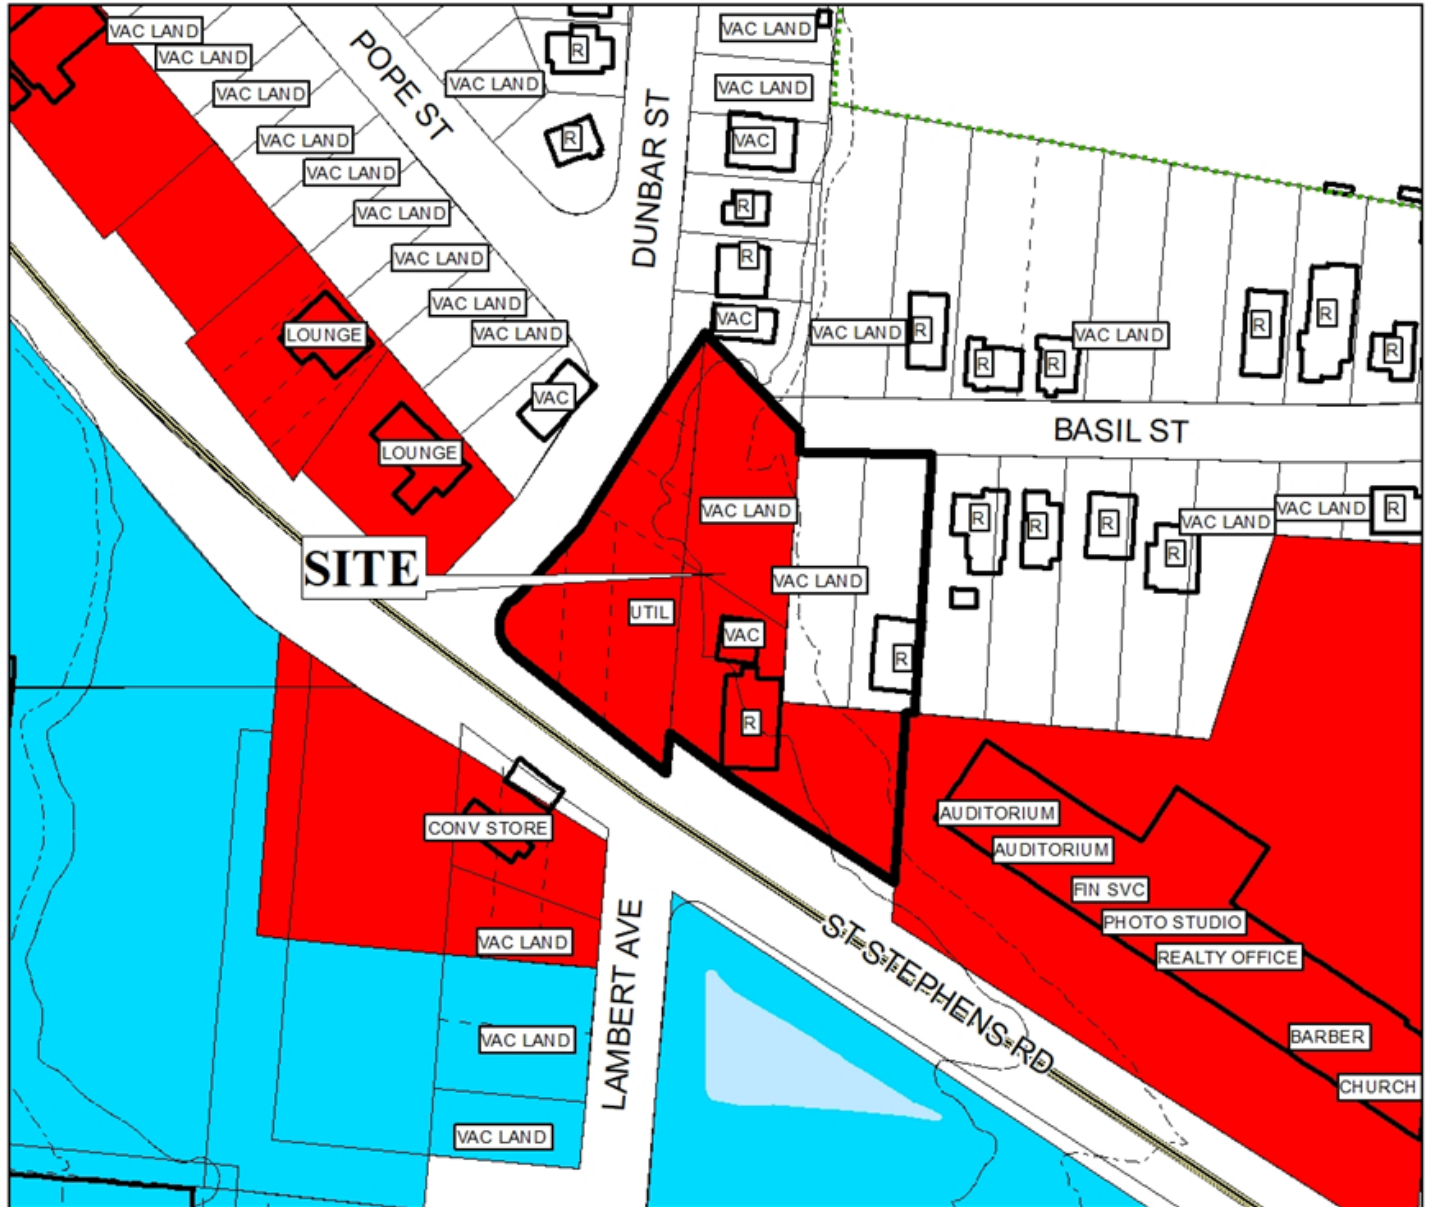 VAC LAND
VAC LAND
VAC LAND
VAC LAND
VAC LAND
VAC LAND
VAC LAND
VAC LAND
VAC LAND
POPE ST
VAC LAND
R
R
DUNBAR ST
VAC LAND
VAC LAND
VAC
R
R
VAC
LOUNGE
LOUNGE
VAC
VAC LAND
R
R
R
VAC LAND
R
R
R
BASIL ST
SITE
VAC LAND
VAC LAND
UTIL
VAC
R
R
R
R
R
R
VAC LAND
VAC LAND
R
CONV STORE
VAC LAND
VAC LAND
VAC LAND
LAMBERT AVE
ST STEPHENS RD
AUDITORIUM
AUDITORIUM
FIN SVC
PHOTO STUDIO
REALTY OFFICE
BARBER
CHURCH